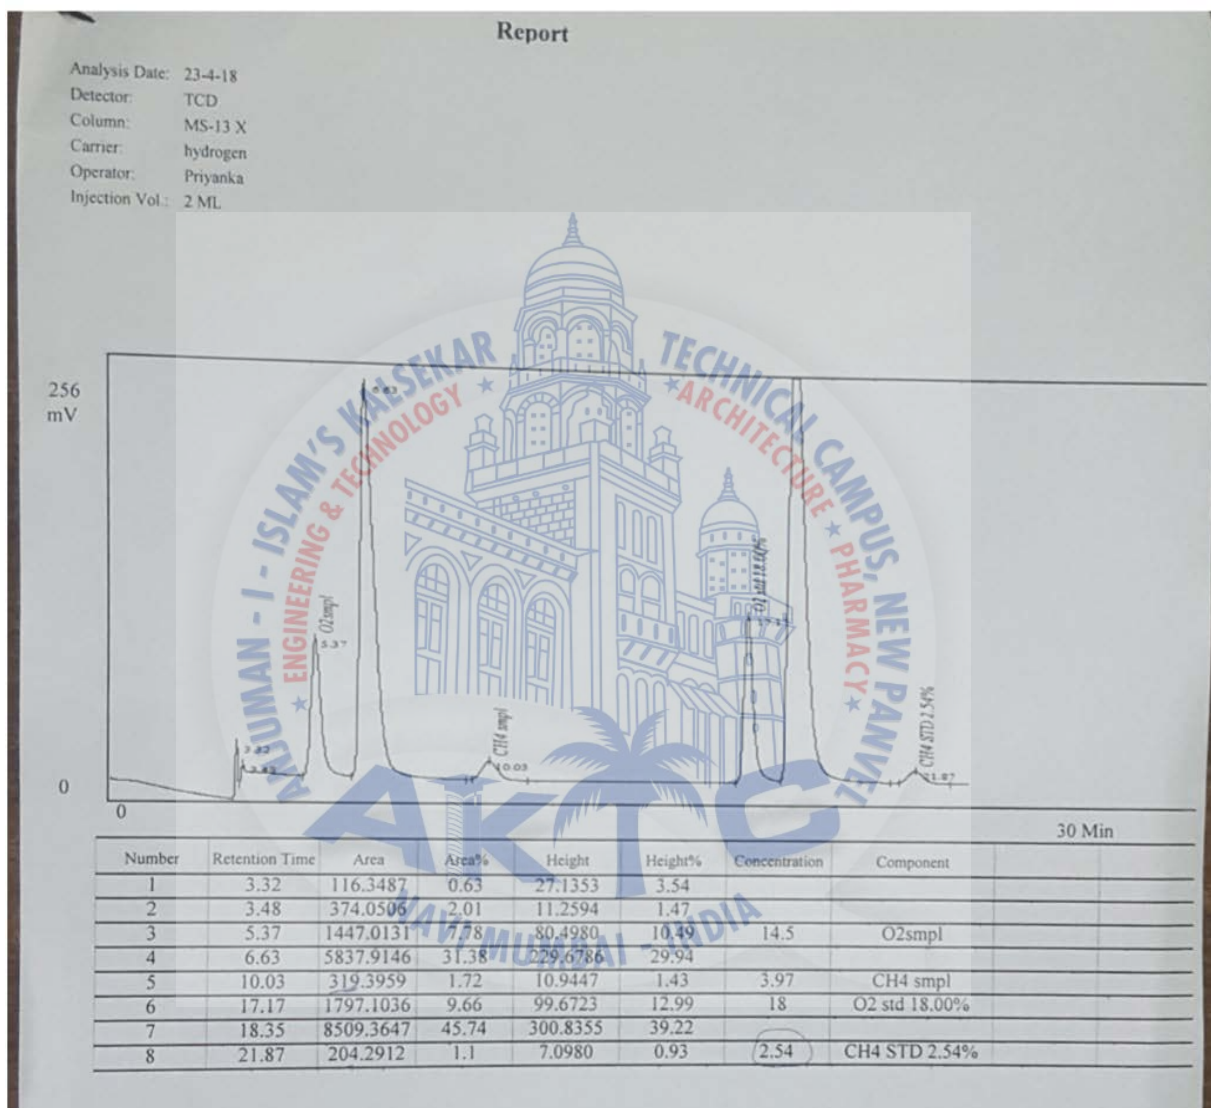 Report
Analysis Date: 23-4-18
Detector: TCD
Column: MS-13 X
Carrier: hydrogen
Operator: Priyanka
Injection Vol.: 2 ML
ANJUMAN - I - ISLAM'S KALSEKAR TECHNICAL CAMPUS, NEW PANVEL
ENGINEERING & TECHNOLOGY ARCHITECTURE PHARMACY
256
mV
6.63
O2 std 18.00%
17.17
O2smpl
5.37
CH4 smpl
10.03
CH4 STD 2.54%
21.87
3.32
3.48
0
0
30 Min
AKTC
NAVI MUMBAI - INDIA
Number Retention Time Area Area% Height Height% Concentration Component
1 3.32 116.3487 0.63 27.1353 3.54
2 3.48 374.0506 2.01 11.2594 1.47
3 5.37 1447.0131 7.78 80.4980 10.49 14.5 O2smpl
4 6.63 5837.9146 31.38 229.6786 29.94
5 10.03 319.3959 1.72 10.9447 1.43 3.97 CH4 smpl
6 17.17 1797.1036 9.66 99.6723 12.99 18 O2 std 18.00%
7 18.35 8509.3647 45.74 300.8355 39.22
8 21.87 204.2912 1.1 7.0980 0.93 2.54 CH4 STD 2.54%